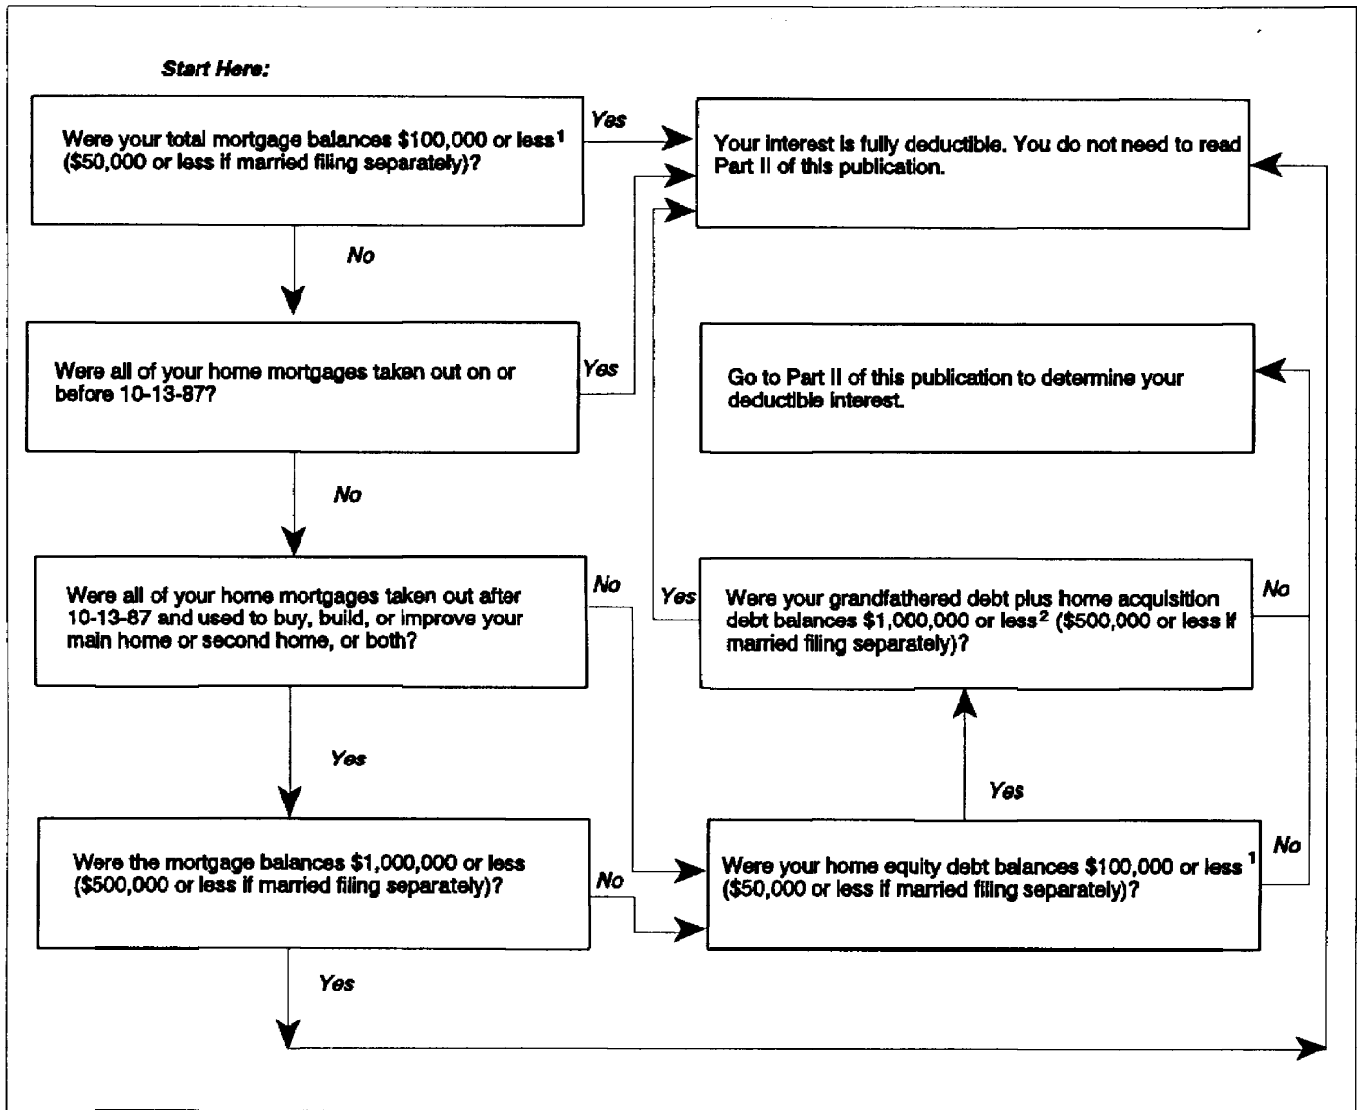 Start Here:
Were your total mortgage balances $100,000 or less1
($50,000 or less if married filing separately)?
Yes
Your interest is fully deductible. You do not need to read
Part II of this publication.
No
Were all of your home mortgages taken out on or
before 10-13-87?
Yes
Go to Part II of this publication to determine your
deductible interest.
No
Were all of your home mortgages taken out after
10-13-87 and used to buy, build, or improve your
main home or second home, or both?
No
Yes
Were your grandfathered debt plus home acquisition
debt balances $1,000,000 or less2 ($500,000 or less if
married filing separately)?
No
Yes
Yes
Were the mortgage balances $1,000,000 or less
($500,000 or less if married filing separately)?
No
Were your home equity debt balances $100,000 or less1
($50,000 or less if married filing separately)?
No
Yes